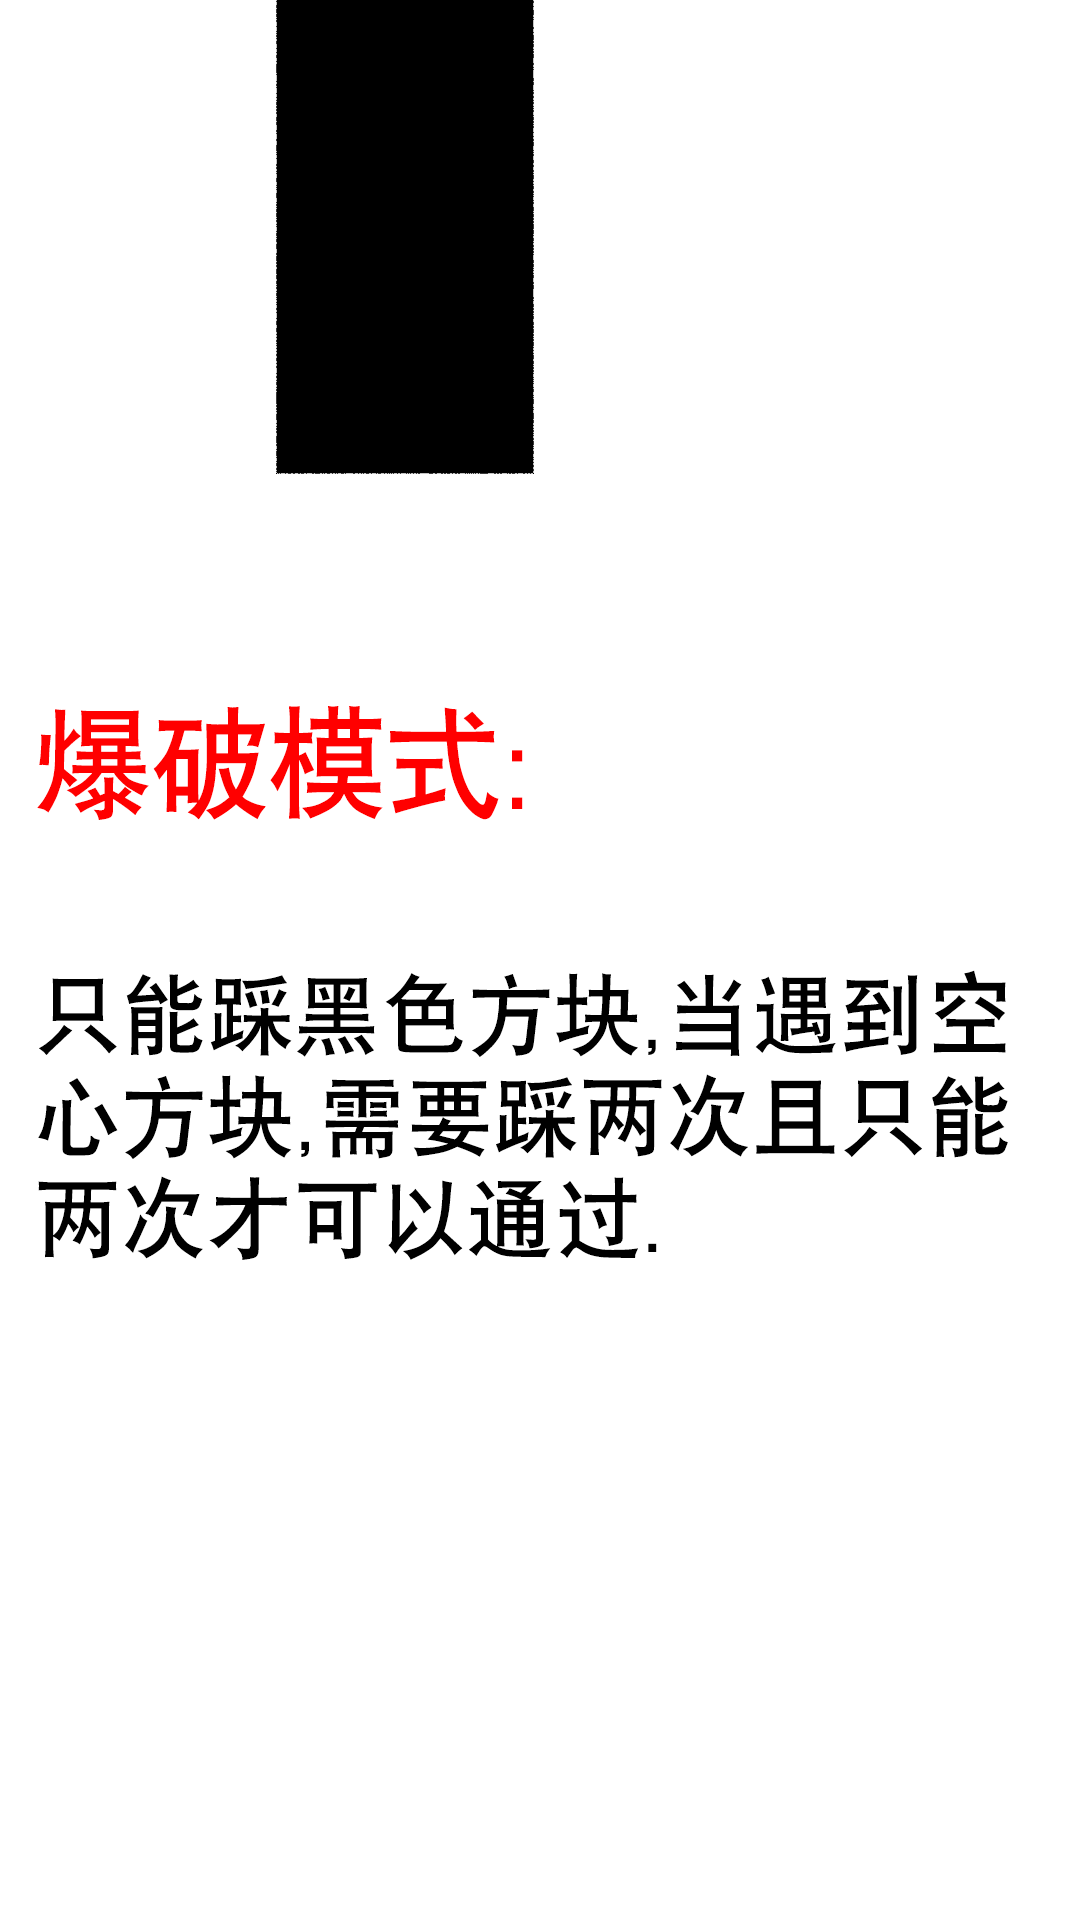 爆破模式:
只能踩黑色方块,当遇到空
心方块,需要踩两次且只能
两次才可以通过.